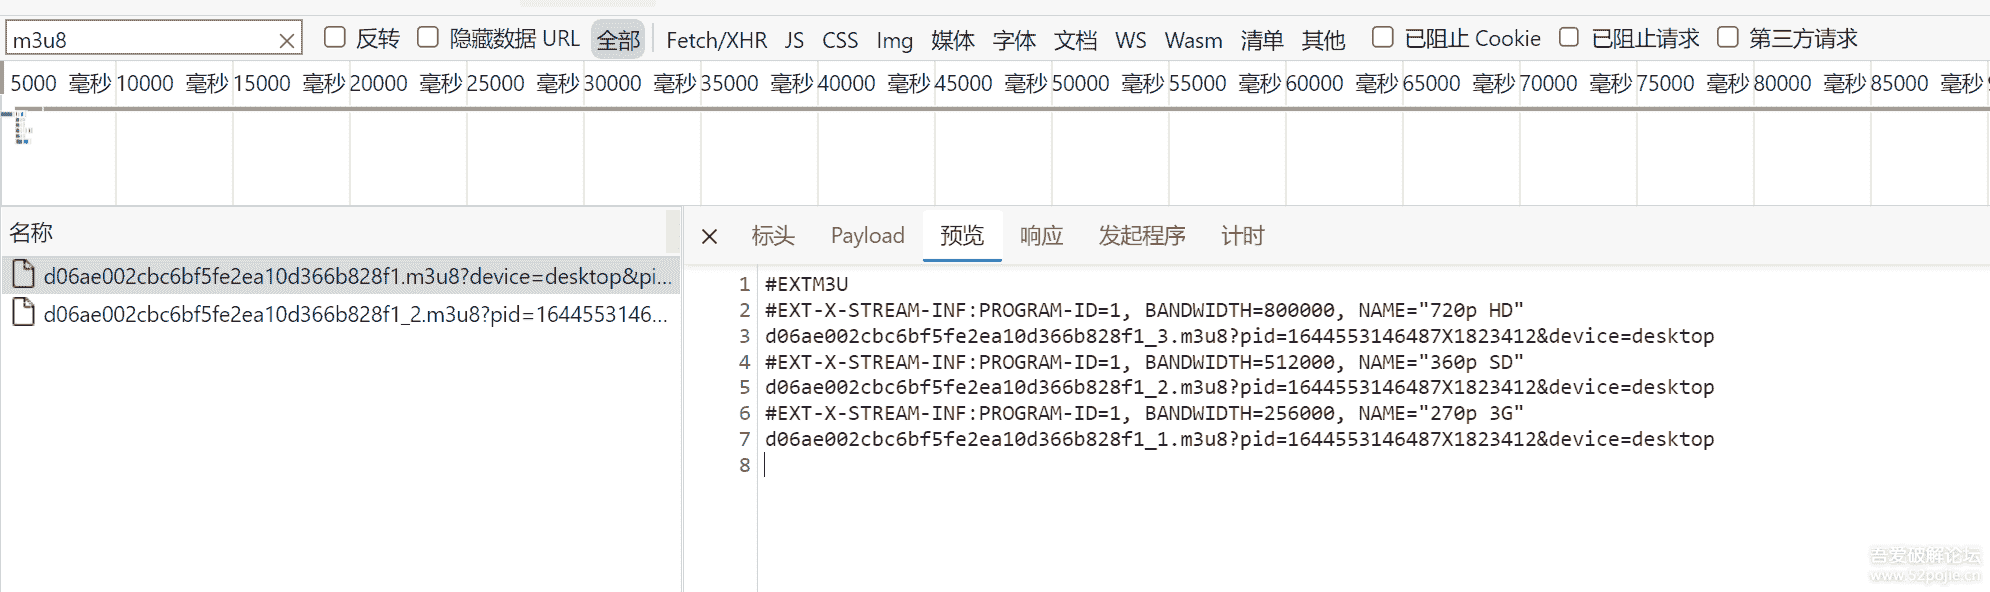 m3u8 反转 隐藏数据 URL 全部 Fetch/XHR JS CSS Img 媒体 字体 文档 WS Wasm 清单 其他 已阻止 Cookie 已阻止请求 第三方请求
5000 毫秒 10000 毫秒 15000 毫秒 20000 毫秒 25000 毫秒 30000 毫秒 35000 毫秒 40000 毫秒 45000 毫秒 50000 毫秒 55000 毫秒 60000 毫秒 65000 毫秒 70000 毫秒 75000 毫秒 80000 毫秒 85000 毫秒
名称
d06ae002cbc6bf5fe2ea10d366b828f1.m3u8?device=desktop&pi...
d06ae002cbc6bf5fe2ea10d366b828f1_2.m3u8?pid=1644553146...
标头 Payload 预览 响应 发起程序 计时
1 #EXTM3U
2 #EXT-X-STREAM-INF:PROGRAM-ID=1, BANDWIDTH=800000, NAME="720p HD"
3 d06ae002cbc6bf5fe2ea10d366b828f1_3.m3u8?pid=1644553146487X1823412&device=desktop
4 #EXT-X-STREAM-INF:PROGRAM-ID=1, BANDWIDTH=512000, NAME="360p SD"
5 d06ae002cbc6bf5fe2ea10d366b828f1_2.m3u8?pid=1644553146487X1823412&device=desktop
6 #EXT-X-STREAM-INF:PROGRAM-ID=1, BANDWIDTH=256000, NAME="270p 3G"
7 d06ae002cbc6bf5fe2ea10d366b828f1_1.m3u8?pid=1644553146487X1823412&device=desktop
8
吾爱破解论坛
www.52pojie.cn